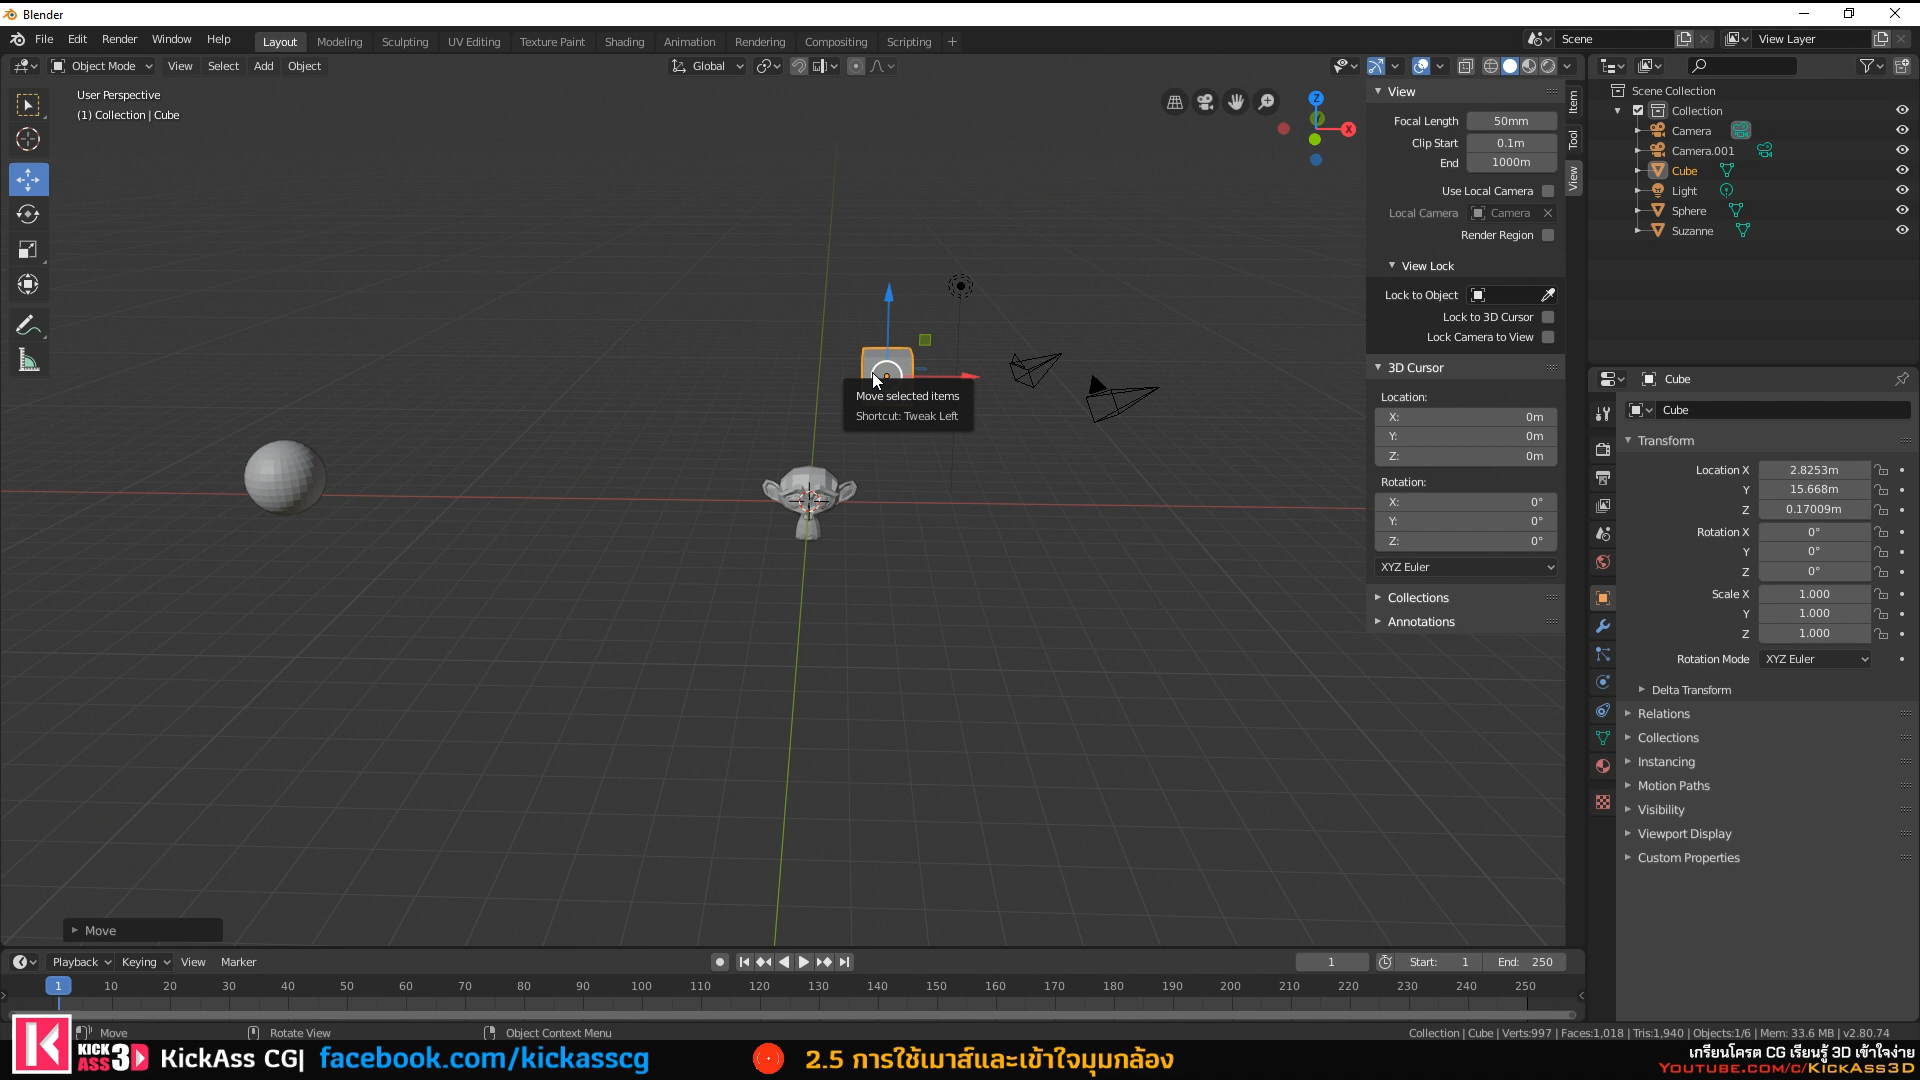 Blender
File Edit Render Window Help
Layout Modeling Sculpting UV Editing Texture Paint Shading Animation Rendering Compositing Scripting +
Scene
View Layer
Object Mode View Select Add Object
Global
User Perspective
(1) Collection | Cube
Z
X
Move selected items
Shortcut: Tweak Left
Move
View
Focal Length 50mm
Clip Start 0.1m
End 1000m
Use Local Camera
Local Camera Camera
Render Region
View Lock
Lock to Object
Lock to 3D Cursor
Lock Camera to View
3D Cursor
Location:
X: 0m
Y: 0m
Z: 0m
Rotation:
X: 0°
Y: 0°
Z: 0°
XYZ Euler
Collections
Annotations
Item
Tool
View
Scene Collection
Collection
Camera
Camera.001
Cube
Light
Sphere
Suzanne
Cube
Cube
Transform
Location X 2.8253m
Y 15.668m
Z 0.17009m
Rotation X 0°
Y 0°
Z 0°
Scale X 1.000
Y 1.000
Z 1.000
Rotation Mode XYZ Euler
Delta Transform
Relations
Collections
Instancing
Motion Paths
Visibility
Viewport Display
Custom Properties
Playback Keying View Marker
1 Start: 1 End: 250
1 10 20 30 40 50 60 70 80 90 100 110 120 130 140 150 160 170 180 190 200 210 220 230 240 250
Move Rotate View Object Context Menu
Collection | Cube | Verts:997 | Faces:1,018 | Tris:1,940 | Objects:1/6 | Mem: 33.6 MB | v2.80.74
KICK ASS 3D KickAss CG| facebook.com/kickasscg 2.5 การใช้เมาส์และเข้าใจมุมกล้อง
เกรียนโครต CG เรียนรู้ 3D เข้าใจง่าย
YOUTUBE.COM/C/KICKASS3D